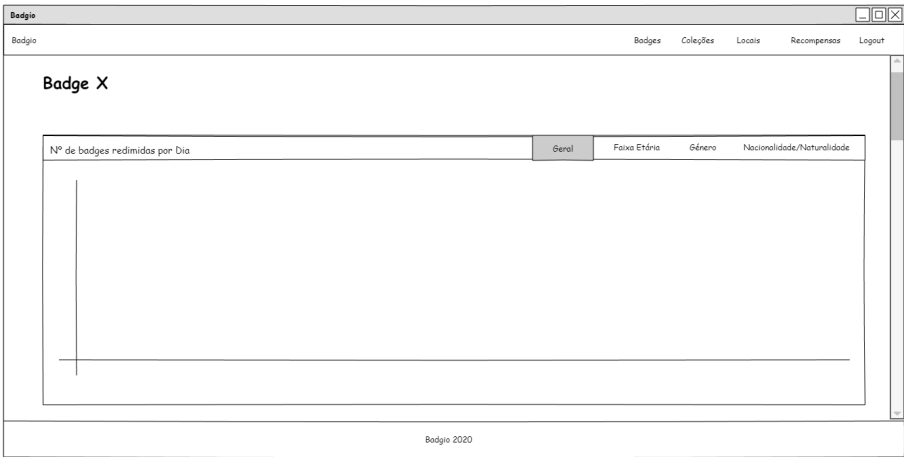 Badgio
Badgio Badges Coleções Locais Recompensas Logout
Badge X
Nº de badges redimidas por Dia Geral Faixa Etária Género Nacionalidade/Naturalidade
Badgio 2020